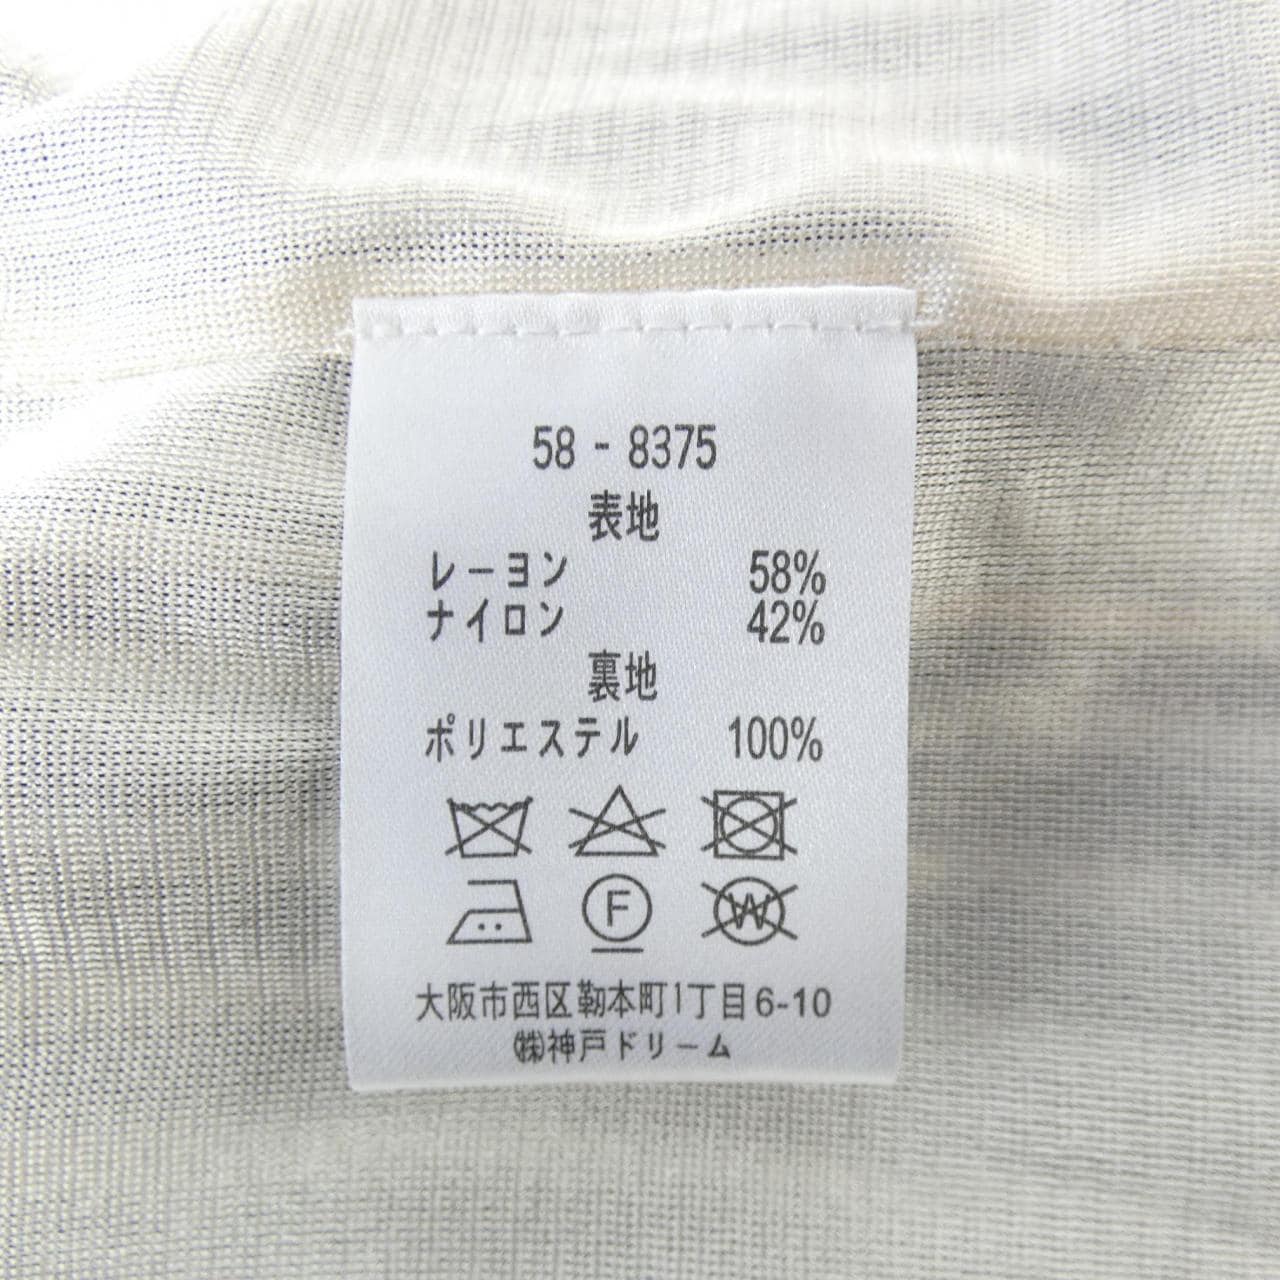 58 - 8375
表地
レーヨン 58%
ナイロン 42%
裏地
ポリエステル 100%
F W
大阪市西区靭本町1丁目6-10
㈱神戸ドリーム